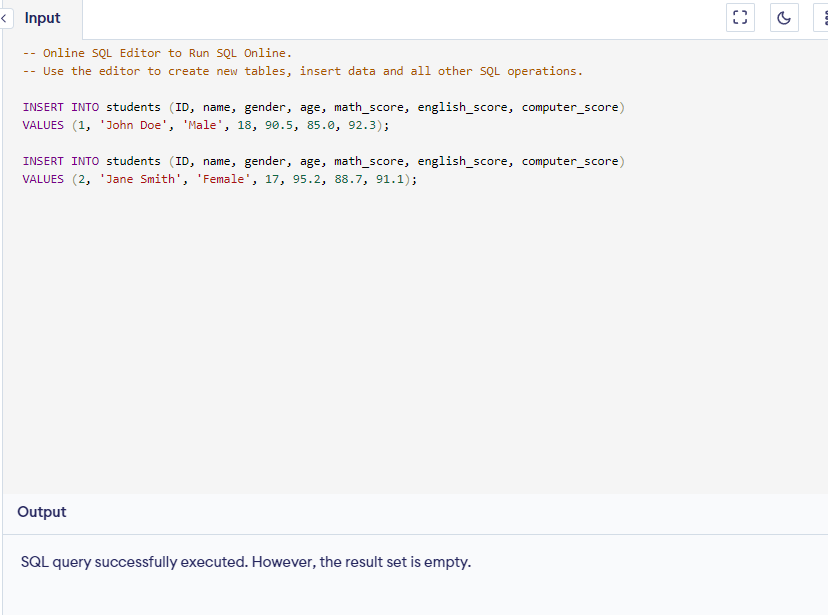 Input
-- Online SQL Editor to Run SQL Online.
-- Use the editor to create new tables, insert data and all other SQL operations.
INSERT INTO students (ID, name, gender, age, math_score, english_score, computer_score)
VALUES (1, 'John Doe', 'Male', 18, 90.5, 85.0, 92.3);
INSERT INTO students (ID, name, gender, age, math_score, english_score, computer_score)
VALUES (2, 'Jane Smith', 'Female', 17, 95.2, 88.7, 91.1);
Output
SQL query successfully executed. However, the result set is empty.